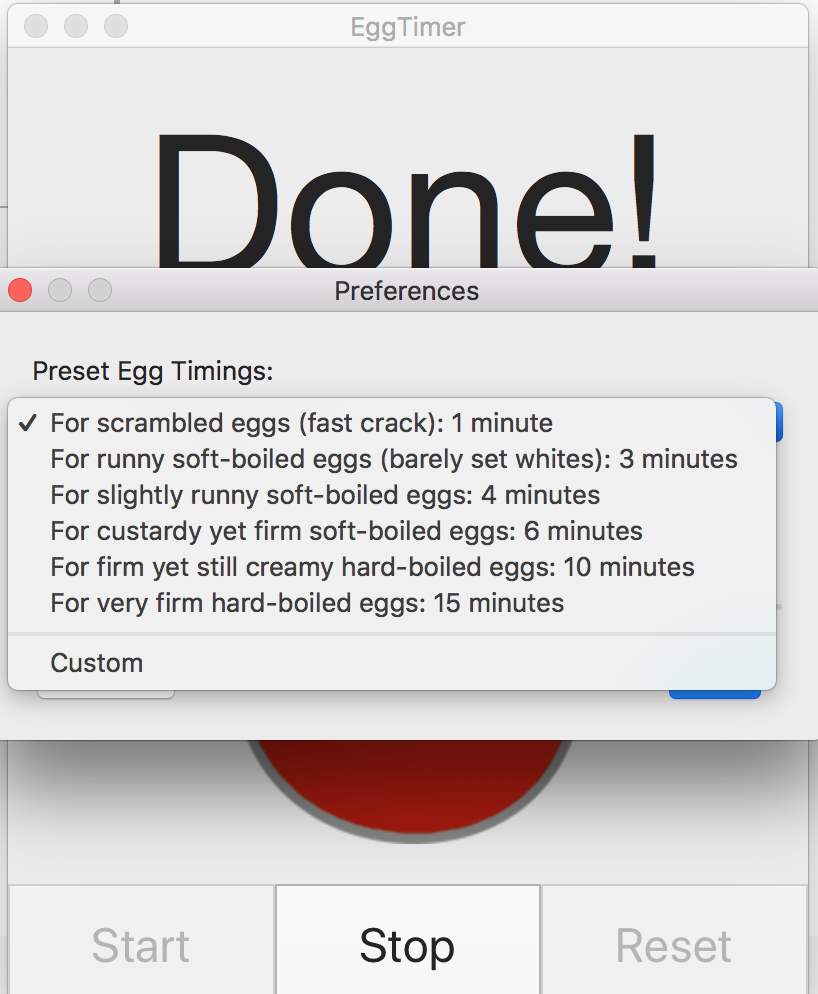 EggTimer
Done!
Preferences
Preset Egg Timings:
✓ For scrambled eggs (fast crack): 1 minute
For runny soft-boiled eggs (barely set whites): 3 minutes
For slightly runny soft-boiled eggs: 4 minutes
For custardy yet firm soft-boiled eggs: 6 minutes
For firm yet still creamy hard-boiled eggs: 10 minutes
For very firm hard-boiled eggs: 15 minutes
Custom
Start Stop Reset